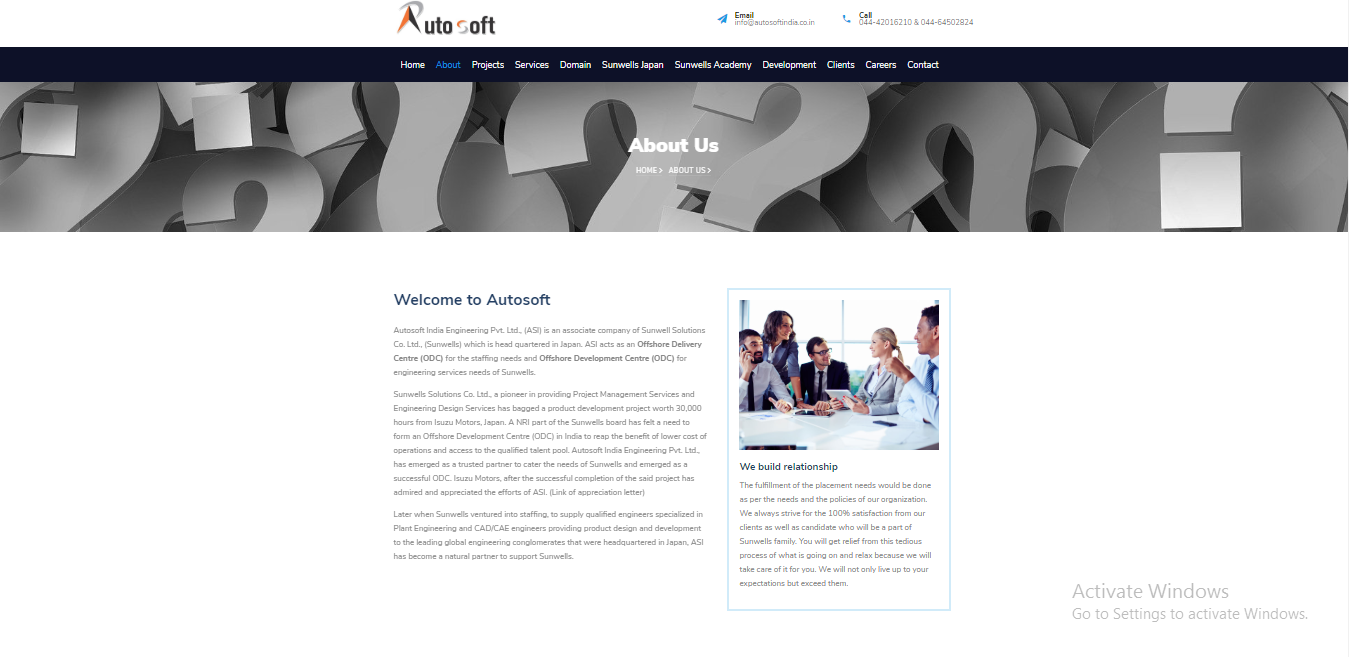 Autosoft
Email
info@autosoftindia.co.in
Call
044-42016210 & 044-64502824
Home About Projects Services Domain Sunwells Japan Sunwells Academy Development Clients Careers Contact
About Us
HOME > ABOUT US >
Welcome to Autosoft
Autosoft India Engineering Pvt. Ltd., (ASI) is an associate company of Sunwell Solutions
Co. Ltd., (Sunwells) which is head quartered in Japan. ASI acts as an Offshore Delivery
Centre (ODC) for the staffing needs and Offshore Development Centre (ODC) for
engineering services needs of Sunwells.
Sunwells Solutions Co. Ltd., a pioneer in providing Project Management Services and
Engineering Design Services has bagged a product development project worth 30,000
hours from Isuzu Motors, Japan. A NRI part of the Sunwells board has felt a need to
form an Offshore Development Centre (ODC) in India to reap the benefit of lower cost of
operations and access to the qualified talent pool. Autosoft India Engineering Pvt. Ltd.,
has emerged as a trusted partner to cater the needs of Sunwells and emerged as a
successful ODC. Isuzu Motors, after the successful completion of the said project has
admired and appreciated the efforts of ASI. (Link of appreciation letter)
Later when Sunwells ventured into staffing, to supply qualified engineers specialized in
Plant Engineering and CAD/CAE engineers providing product design and development
to the leading global engineering conglomerates that were headquartered in Japan, ASI
has become a natural partner to support Sunwells.
We build relationship
The fulfillment of the placement needs would be done
as per the needs and the policies of our organization.
We always strive for the 100% satisfaction from our
clients as well as candidate who will be a part of
Sunwells family. You will get relief from this tedious
process of what is going on and relax because we will
take care of it for you. We will not only live up to your
expectations but exceed them.
Activate Windows
Go to Settings to activate Windows.